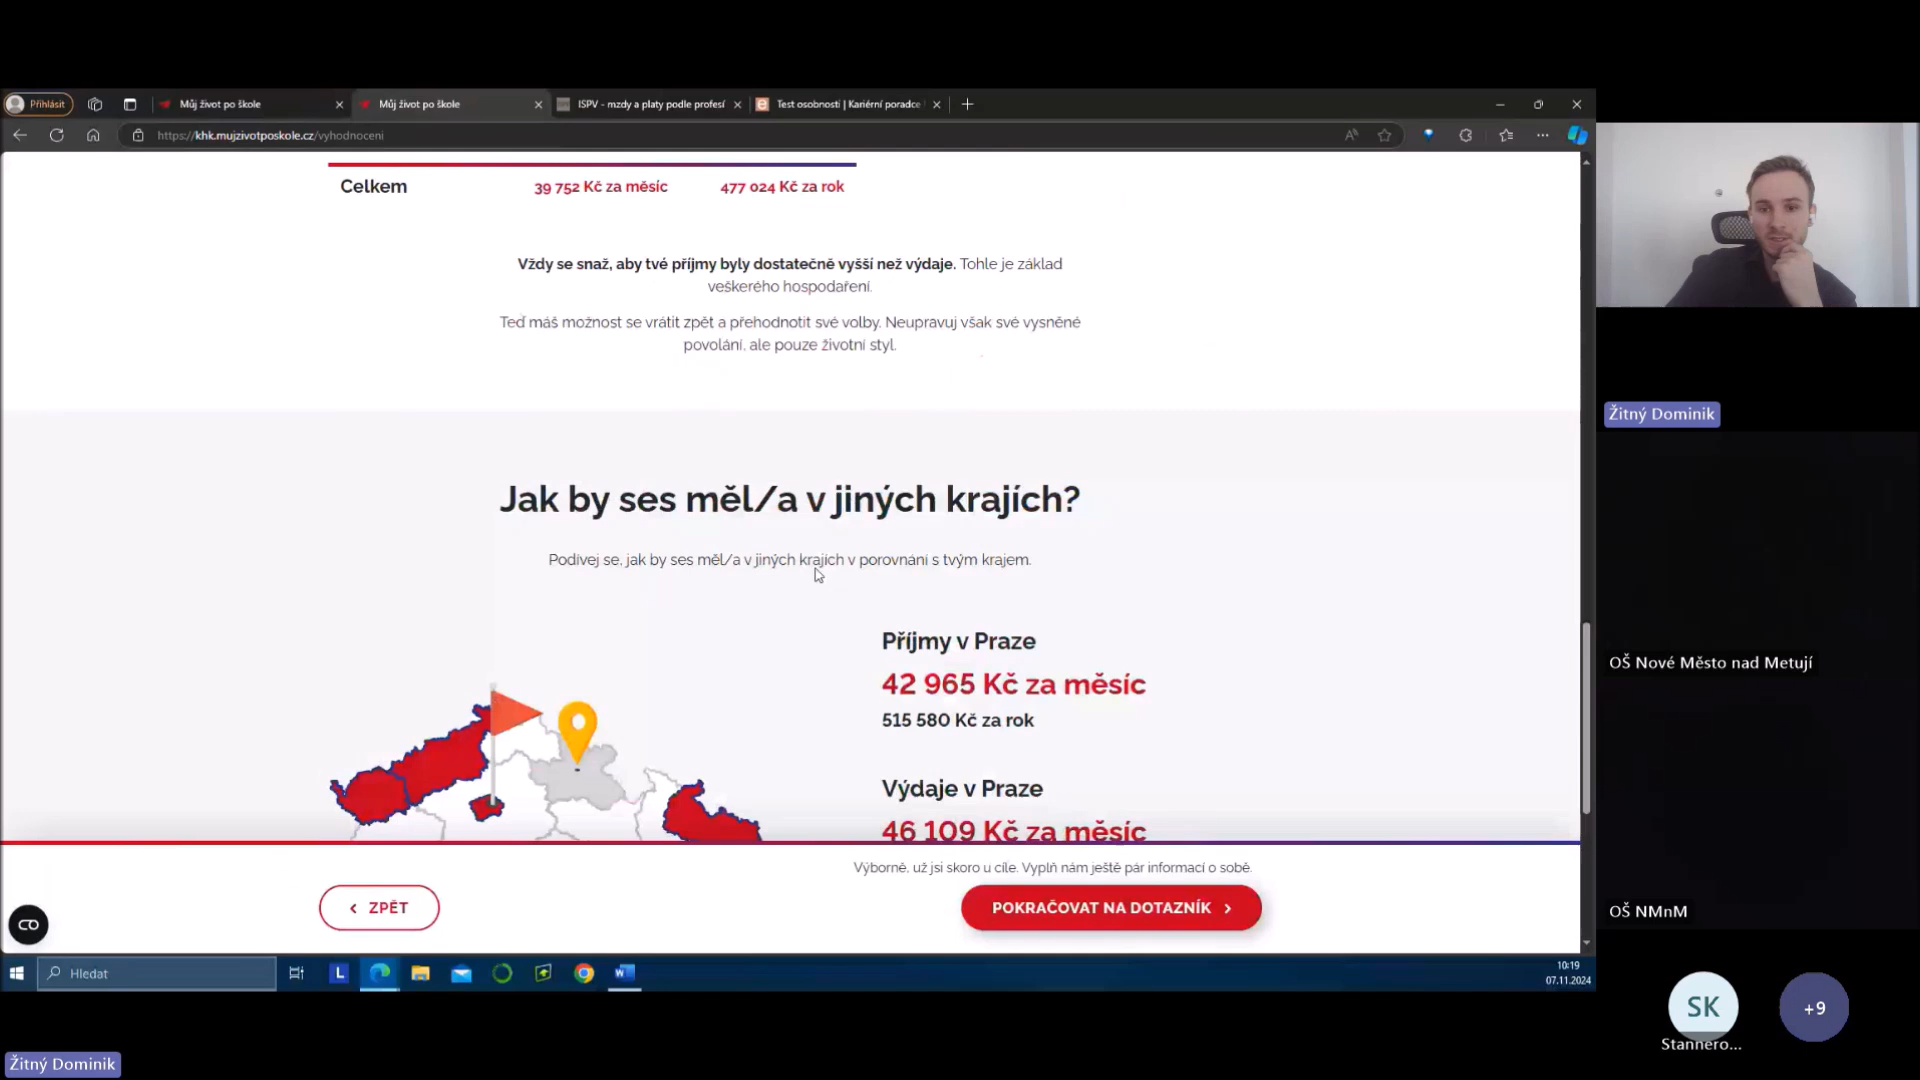 Přihlásit
Můj život po škole
Můj život po škole
ISPV - mzdy a platy podle profesí
Test osobnosti | Kariérní poradce
https://khk.mujzivotposkole.cz/vyhodnoceni
Celkem 39 752 Kč za měsíc 477 024 Kč za rok
Vždy se snaž, aby tvé příjmy byly dostatečně vyšší než výdaje. Tohle je základ
veškerého hospodaření.
Teď máš možnost se vrátit zpět a přehodnotit své volby. Neupravuj však své vysněné
povolání, ale pouze životní styl.
Jak by ses měl/a v jiných krajích?
Podívej se, jak by ses měl/a v jiných krajích v porovnání s tvým krajem.
Příjmy v Praze
42 965 Kč za měsíc
515 580 Kč za rok
Výdaje v Praze
46 109 Kč za měsíc
Výborně, už jsi skoro u cíle. Vyplň nám ještě pár informací o sobě.
ZPĚT
POKRAČOVAT NA DOTAZNÍK
Hledat
L
10:19
07.11.2024
Žitný Dominik
OŠ Nové Město nad Metují
OŠ NMnM
SK
+9
Stannero...
Žitný Dominik